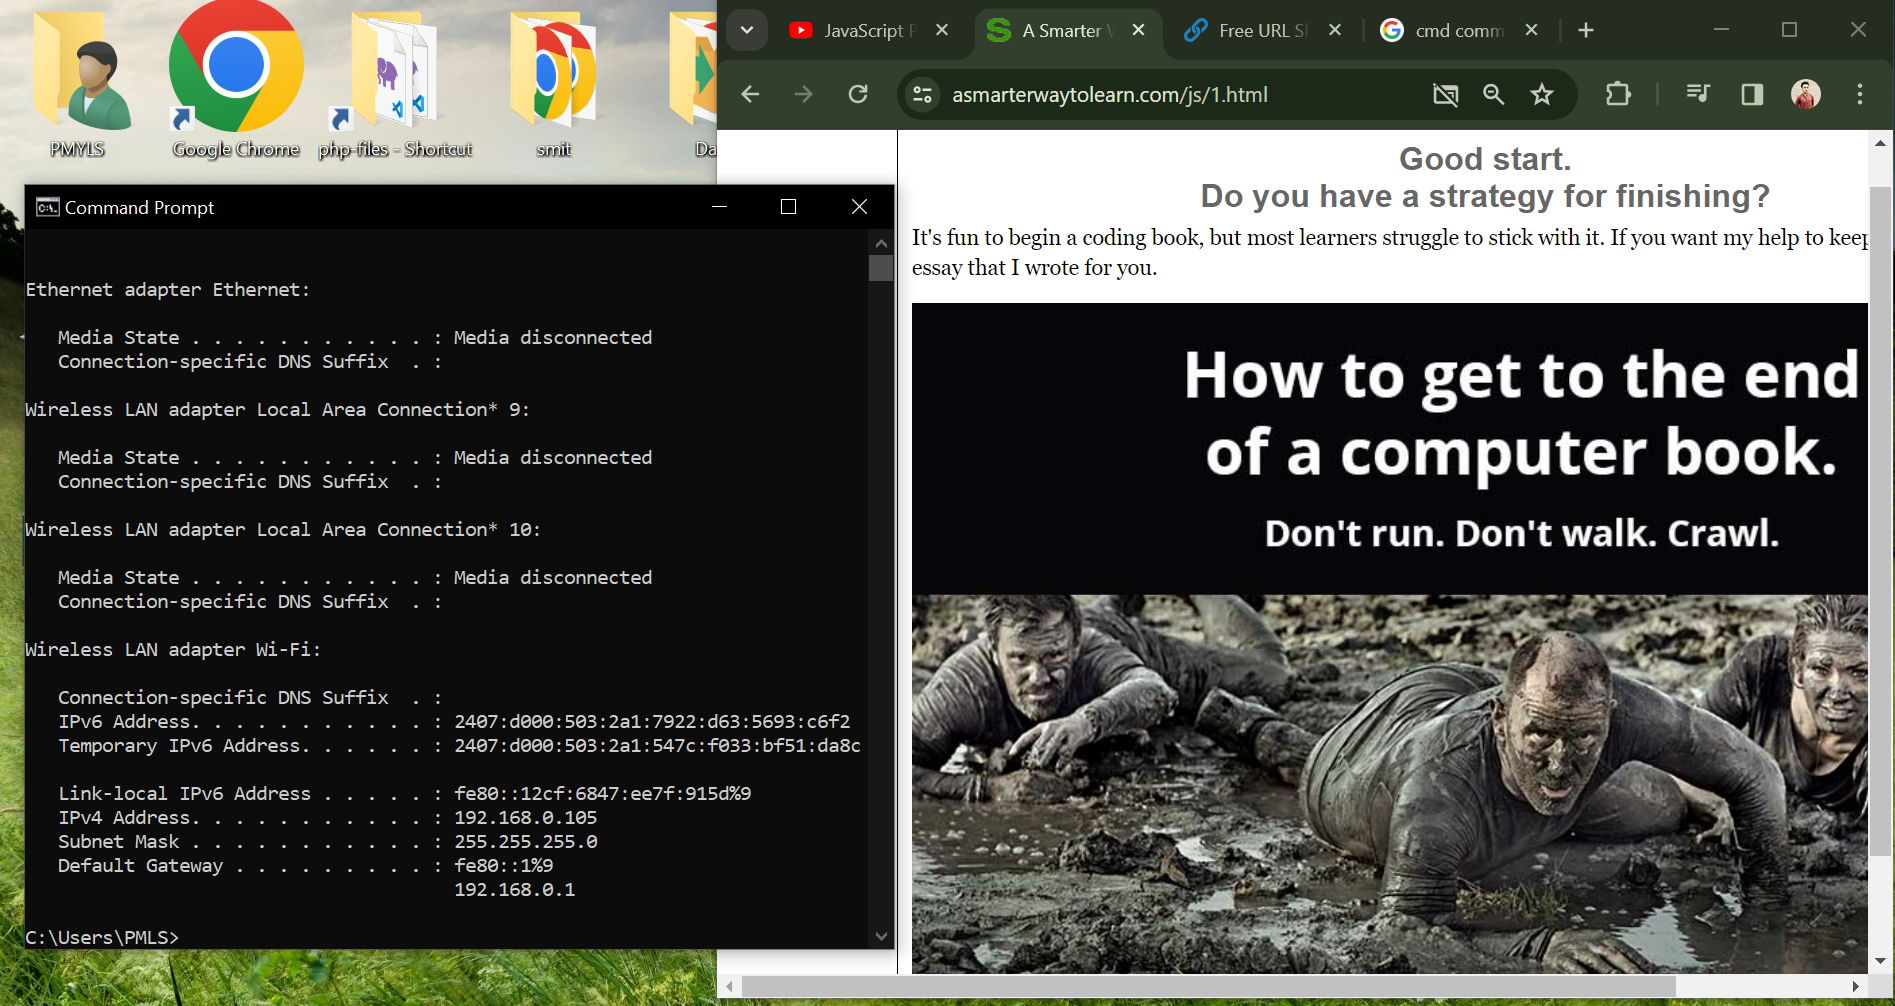 PMYLS
Google Chrome
php-files - Shortcut
smit
Da
Command Prompt
Ethernet adapter Ethernet:
Media State . . . . . . . . . . . : Media disconnected
Connection-specific DNS Suffix  . :
Wireless LAN adapter Local Area Connection* 9:
Media State . . . . . . . . . . . : Media disconnected
Connection-specific DNS Suffix  . :
Wireless LAN adapter Local Area Connection* 10:
Media State . . . . . . . . . . . : Media disconnected
Connection-specific DNS Suffix  . :
Wireless LAN adapter Wi-Fi:
Connection-specific DNS Suffix  . :
IPv6 Address. . . . . . . . . . . : 2407:d000:503:2a1:7922:d63:5693:c6f2
Temporary IPv6 Address. . . . . . : 2407:d000:503:2a1:547c:f033:bf51:da8c
Link-local IPv6 Address . . . . . : fe80::12cf:6847:ee7f:915d%9
IPv4 Address. . . . . . . . . . . : 192.168.0.105
Subnet Mask . . . . . . . . . . . : 255.255.255.0
Default Gateway . . . . . . . . . : fe80::1%9
192.168.0.1
C:\Users\PMLS>
JavaScript P
A Smarter
Free URL S
cmd comm
asmarterwaytolearn.com/js/1.html
Good start.
Do you have a strategy for finishing?
It's fun to begin a coding book, but most learners struggle to stick with it. If you want my help to keep
essay that I wrote for you.
How to get to the end
of a computer book.
Don't run. Don't walk. Crawl.